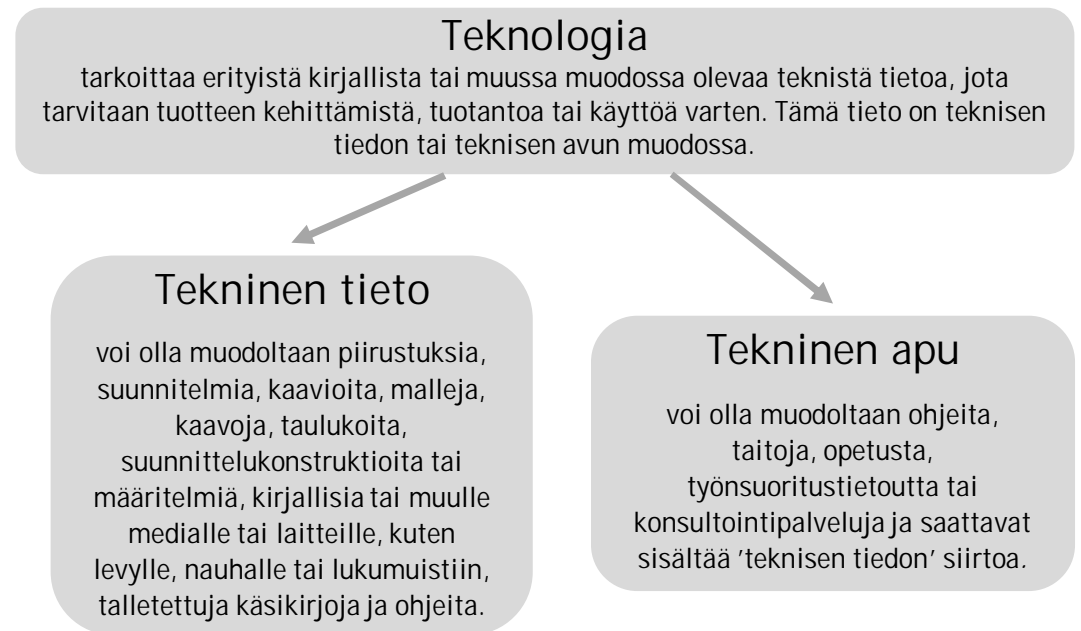 Teknologia
tarkoittaa erityistä kirjallista tai muussa muodossa olevaa teknistä tietoa, jota
tarvitaan tuotteen kehittämistä, tuotantoa tai käyttöä varten. Tämä tieto on teknisen
tiedon tai teknisen avun muodossa.
Tekninen tieto
voi olla muodoltaan piirustuksia,
suunnitelmia, kaavioita, malleja,
kaavoja, taulukoita,
suunnittelukonstruktioita tai
määritelmiä, kirjallisia tai muulle
medialle tai laitteille, kuten
levylle, nauhalle tai lukumuistiin,
talletettuja käsikirjoja ja ohjeita.
Tekninen apu
voi olla muodoltaan ohjeita,
taitoja, opetusta,
työnsuoritustietoutta tai
konsultointipalveluja ja saattavat
sisältää 'teknisen tiedon' siirtoa.